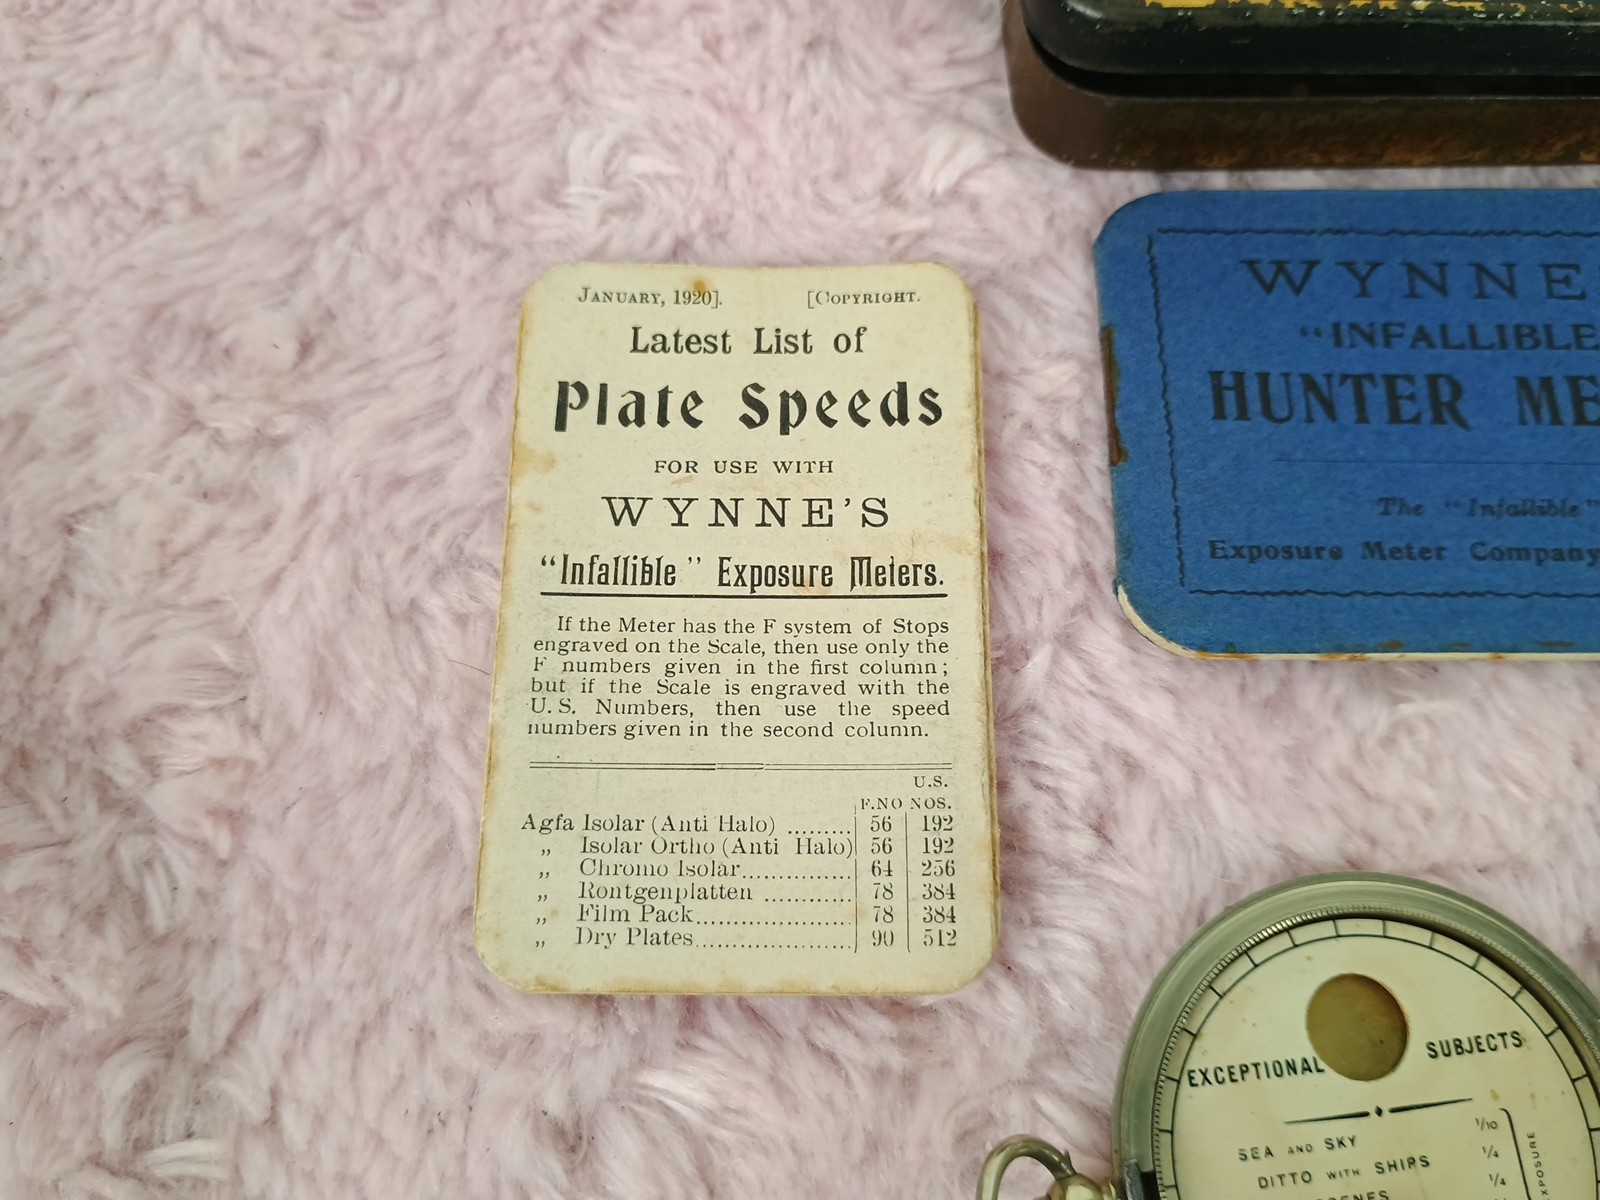 JANUARY, 1920]. [COPYRIGHT.
Latest List of
Plate Speeds
FOR USE WITH
WYNNE'S
"Infallible" Exposure Meters.
If the Meter has the F system of Stops
engraved on the Scale, then use only the
F numbers given in the first column;
but if the Scale is engraved with the
U.S. Numbers, then use the speed
numbers given in the second column.
U.S.
F.NO NOS.
Agfa Isolar (Anti Halo) ......... 56 192
„ Isolar Ortho (Anti Halo) 56 192
„ Chromo Isolar............... 64 256
„ Rontgenplatten ............ 78 384
„ Film Pack..................... 78 384
„ Dry Plates..................... 90 512
WYNNE
"INFALLIBLE
HUNTER ME
The "Infallible"
Exposure Meter Company
EXCEPTIONAL SUBJECTS
SEA AND SKY 1/10
DITTO WITH SHIPS 1/4
1/4